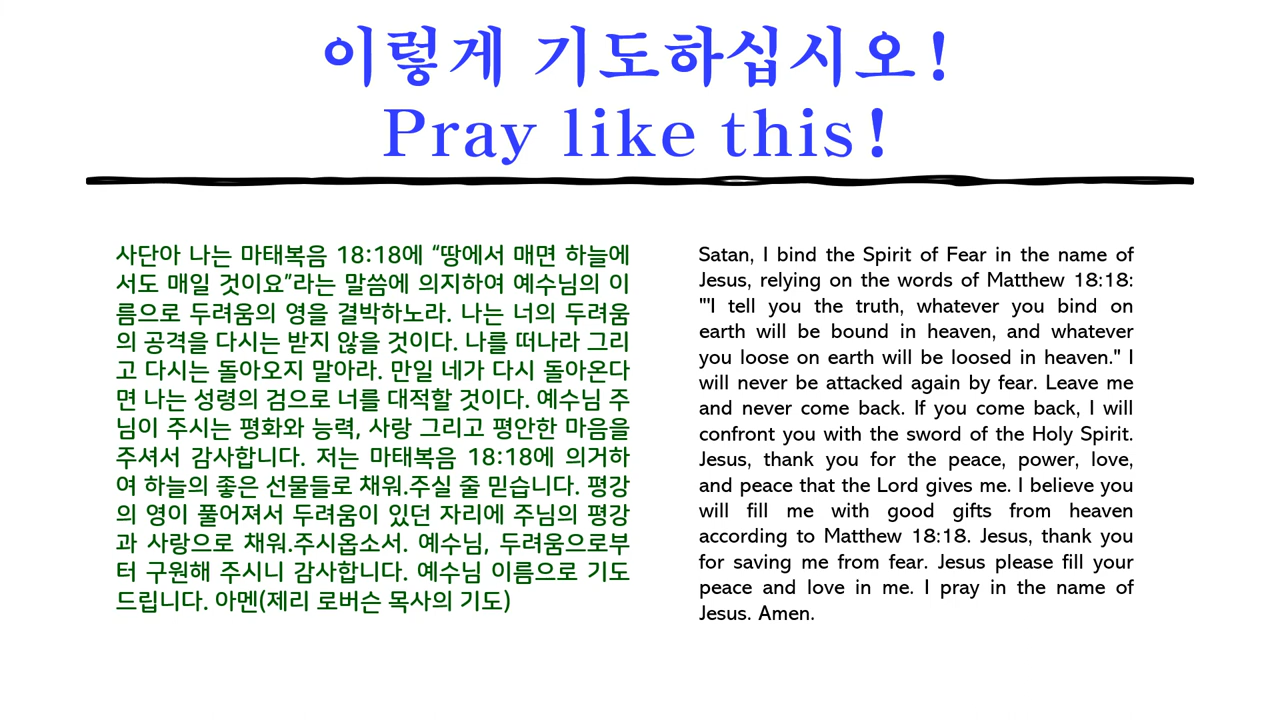 이렇게 기도하십시오!
Pray like this!
사단아 나는 마태복음 18:18에 “땅에서 매면 하늘에
서도 매일 것이요”라는 말씀에 의지하여 예수님의 이
름으로 두려움의 영을 결박하노라. 나는 너의 두려움
의 공격을 다시는 받지 않을 것이다. 나를 떠나라 그리
고 다시는 돌아오지 말아라. 만일 네가 다시 돌아온다
면 나는 성령의 검으로 너를 대적할 것이다. 예수님 주
님이 주시는 평화와 능력, 사랑 그리고 평안한 마음을
주셔서 감사합니다. 저는 마태복음 18:18에 의거하
여 하늘의 좋은 선물들로 채워.주실 줄 믿습니다. 평강
의 영이 풀어져서 두려움이 있던 자리에 주님의 평강
과 사랑으로 채워.주시옵소서. 예수님, 두려움으로부
터 구원해 주시니 감사합니다. 예수님 이름으로 기도
드립니다. 아멘(제리 로버슨 목사의 기도)
Satan, I bind the Spirit of Fear in the name of
Jesus, relying on the words of Matthew 18:18:
"'I tell you the truth, whatever you bind on
earth will be bound in heaven, and whatever
you loose on earth will be loosed in heaven." I
will never be attacked again by fear. Leave me
and never come back. If you come back, I will
confront you with the sword of the Holy Spirit.
Jesus, thank you for the peace, power, love,
and peace that the Lord gives me. I believe you
will fill me with good gifts from heaven
according to Matthew 18:18. Jesus, thank you
for saving me from fear. Jesus please fill your
peace and love in me. I pray in the name of
Jesus. Amen.